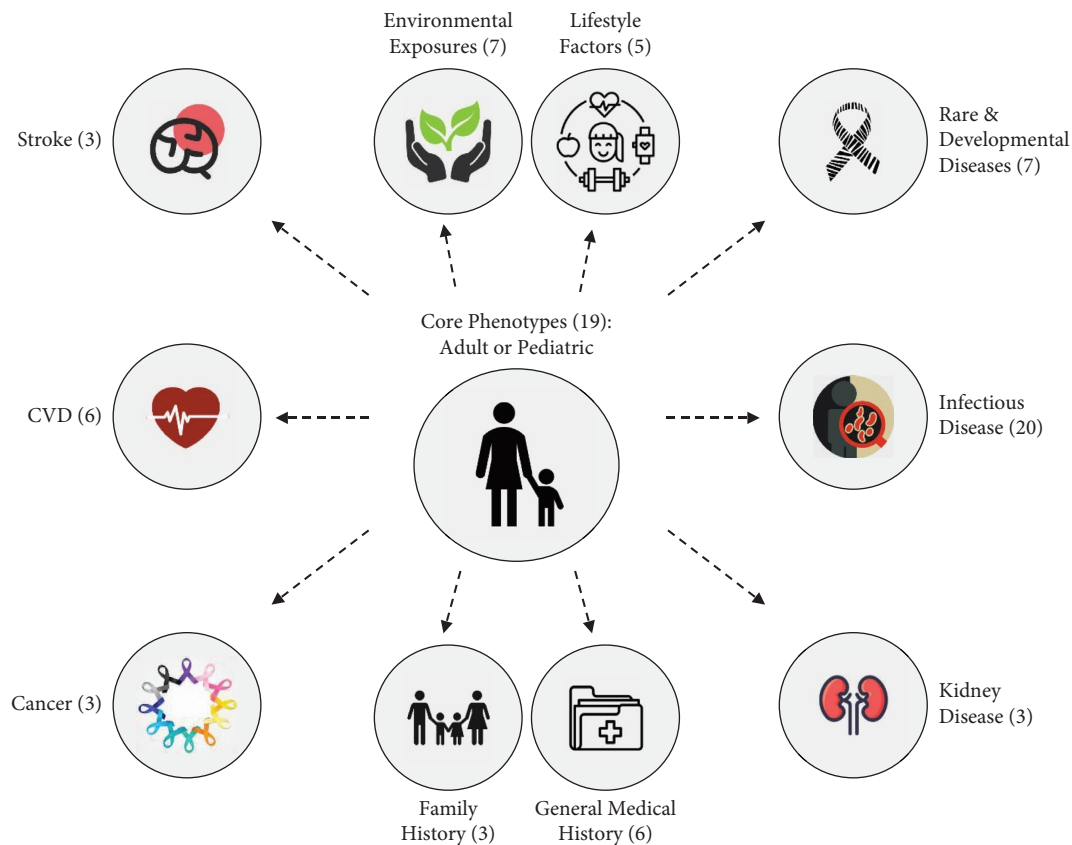 Environmental
Exposures (7)
Lifestyle
Factors (5)
Stroke (3)
Rare &
Developmental
Diseases (7)
Core Phenotypes (19):
Adult or Pediatric
CVD (6)
Infectious
Disease (20)
Cancer (3)
Kidney
Disease (3)
Family
History (3)
General Medical
History (6)